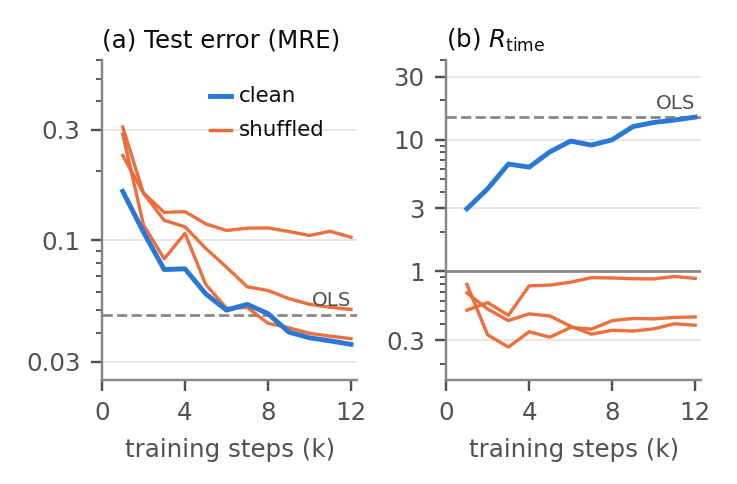 (a) Test error (MRE)
clean
shuffled
OLS
0.3
0.1
0.03
0
4
8
12
training steps (k)
(b) R_time
OLS
30
10
3
1
0.3
0
4
8
12
training steps (k)